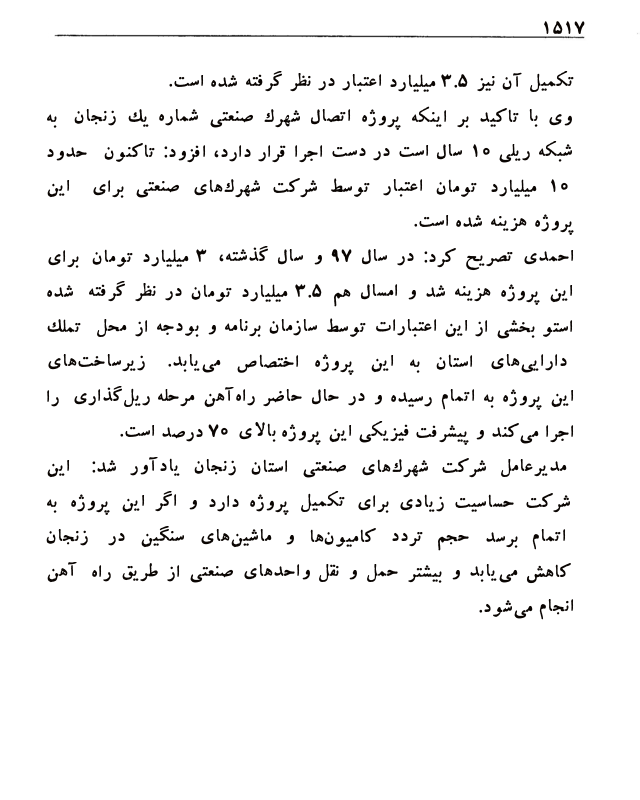 ۱۵۱۷
تکمیل آن نیز ۳.۵ میلیارد اعتبار در نظر گرفته شده است.
وی با تاکید بر اینکه پروژه اتصال شهرك صنعتی شماره یك زنجان به
شبکه ریلی ۱۰ سال است در دست اجرا قرار دارد، افزود: تاکنون حدود
۱۰ میلیارد تومان اعتبار توسط شرکت شهرك‌های صنعتی برای این
پروژه هزینه شده است.
احمدی تصریح کرد: در سال ۹۷ و سال گذشته، ۳ میلیارد تومان برای
این پروژه هزینه شد و امسال هم ۳.۵ میلیارد تومان در نظر گرفته شده
استو بخشی از این اعتبارات توسط سازمان برنامه و بودجه از محل تملك
دارایی‌های استان به این پروژه اختصاص می‌یابد. زیرساخت‌های
این پروژه به اتمام رسیده و در حال حاضر راه‌آهن مرحله ریل‌گذاری را
اجرا می‌کند و پیشرفت فیزیکی این پروژه بالای ۷۰ درصد است.
مدیرعامل شرکت شهرك‌های صنعتی استان زنجان یادآور شد: این
شرکت حساسیت زیادی برای تکمیل پروژه دارد و اگر این پروژه به
اتمام برسد حجم تردد کامیون‌ها و ماشین‌های سنگین در زنجان
کاهش می‌یابد و بیشتر حمل و نقل واحدهای صنعتی از طریق راه آهن
انجام می‌شود.